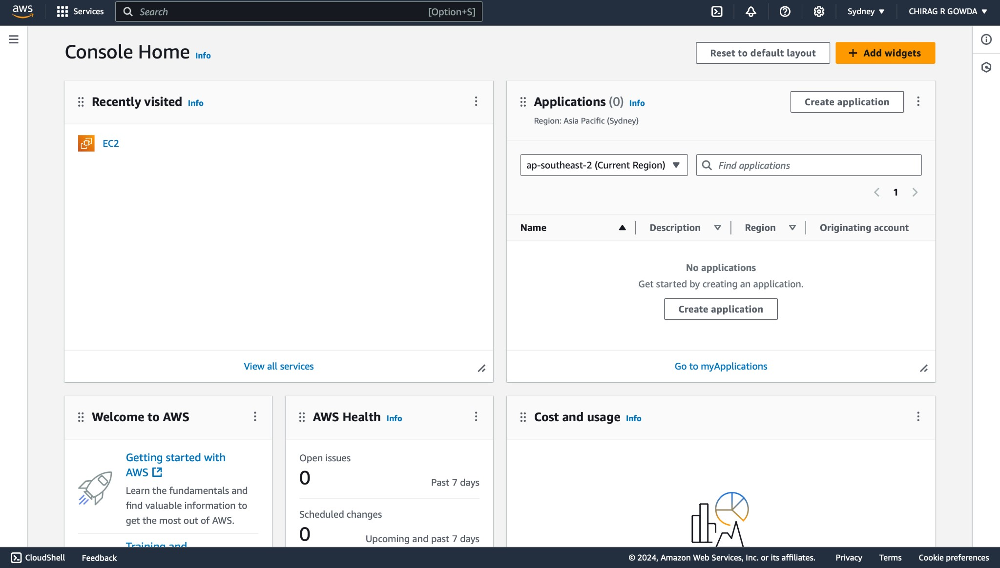 aws
Services
Search
[Option+S]
Sydney
CHIRAG R GOWDA
Console Home Info
Reset to default layout
Add widgets
Recently visited Info
EC2
View all services
Applications (0) Info
Region: Asia Pacific (Sydney)
Create application
ap-southeast-2 (Current Region)
Find applications
1
Name
Description
Region
Originating account
No applications
Get started by creating an application.
Create application
Go to myApplications
Welcome to AWS
Getting started with
AWS
Learn the fundamentals and
find valuable information to
get the most out of AWS.
Training and
AWS Health Info
Open issues
0
Past 7 days
Scheduled changes
0
Upcoming and past 7 days
Cost and usage Info
CloudShell
Feedback
© 2024, Amazon Web Services, Inc. or its affiliates.
Privacy
Terms
Cookie preferences